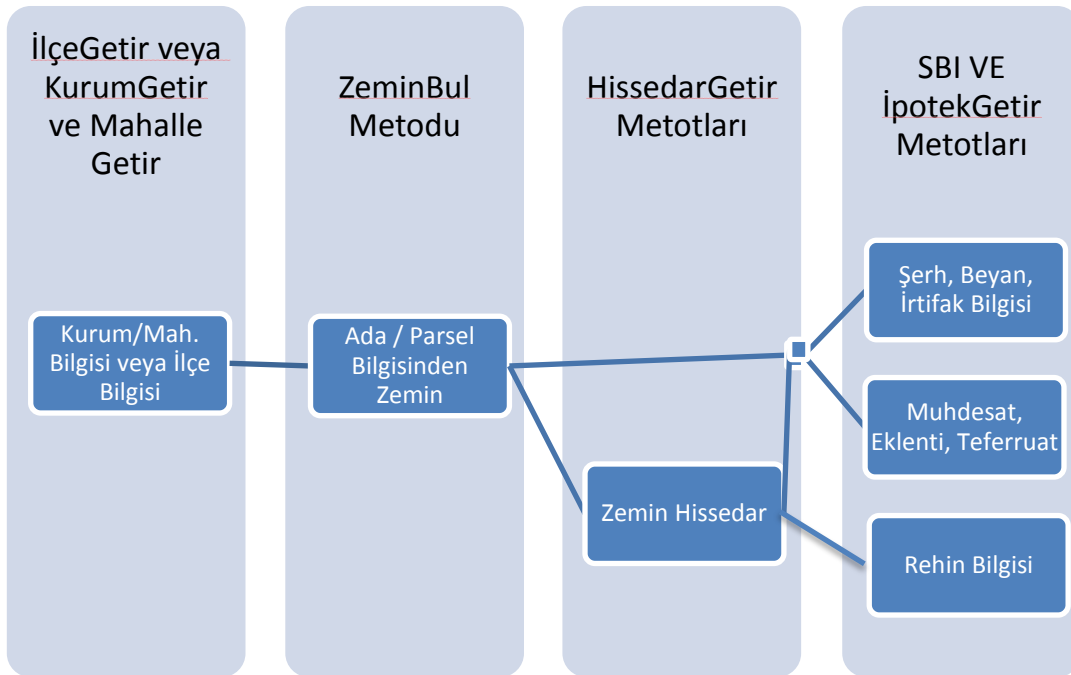 İlçeGetir veya
KurumGetir
ve Mahalle
Getir
ZeminBul
Metodu
HissedarGetir
Metotları
SBI VE
İpotekGetir
Metotları
Kurum/Mah.
Bilgisi veya İlçe
Bilgisi
Ada / Parsel
Bilgisinden
Zemin
Zemin Hissedar
Şerh, Beyan,
İrtifak Bilgisi
Muhdesat,
Eklenti, Teferruat
Rehin Bilgisi